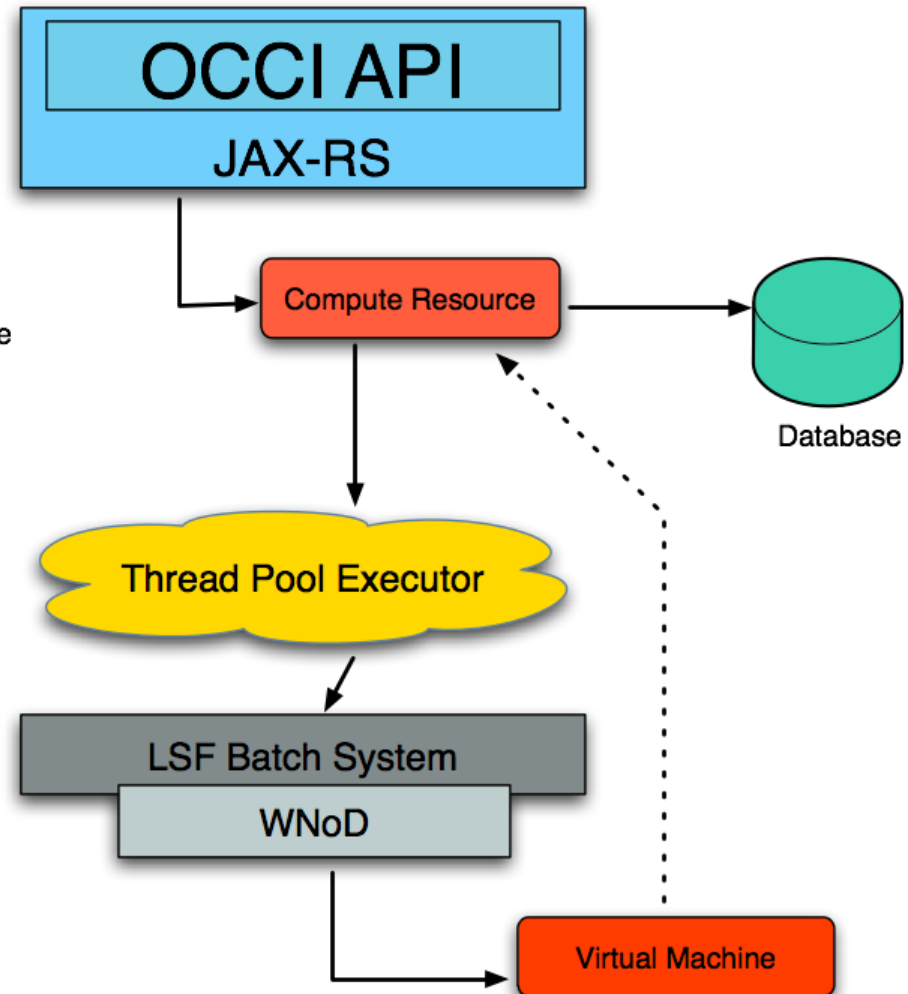 OCCI API
JAX-RS
Compute Resource
e
Database
Thread Pool Executor
LSF Batch System
WNoD
Virtual Machine